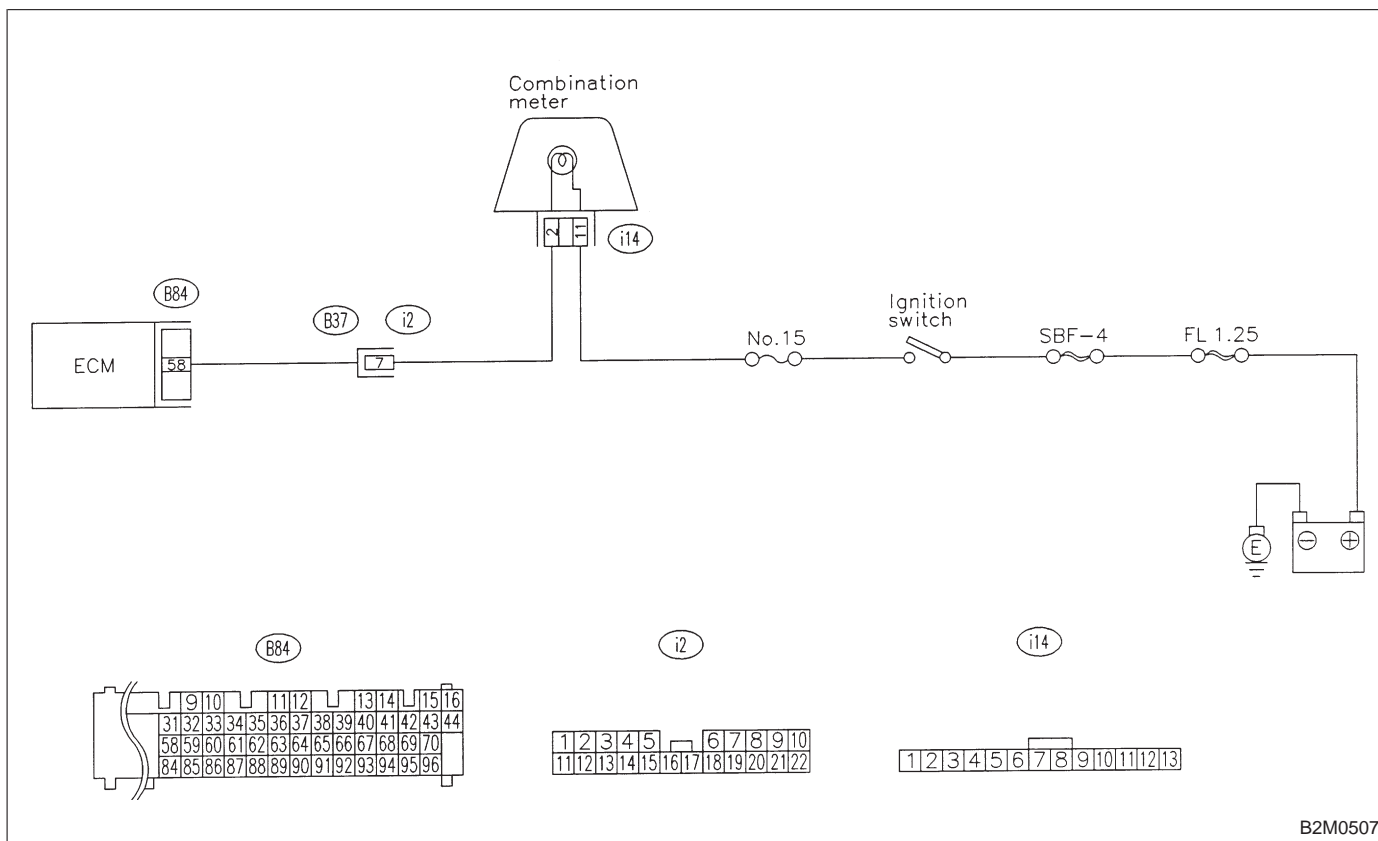 Combination
meter
2 11
i14
B84
B37 i2
Ignition
switch
No.15
SBF-4
FL 1.25
ECM
58
7
E
− +
B84
i2
i14
9 10 11 12 13 14 15 16
31 32 33 34 35 36 37 38 39 40 41 42 43 44
58 59 60 61 62 63 64 65 66 67 68 69 70
84 85 86 87 88 89 90 91 92 93 94 95 96
1 2 3 4 5 6 7 8 9 10
11 12 13 14 15 16 17 18 19 20 21 22
1 2 3 4 5 6 7 8 9 10 11 12 13
B2M0507